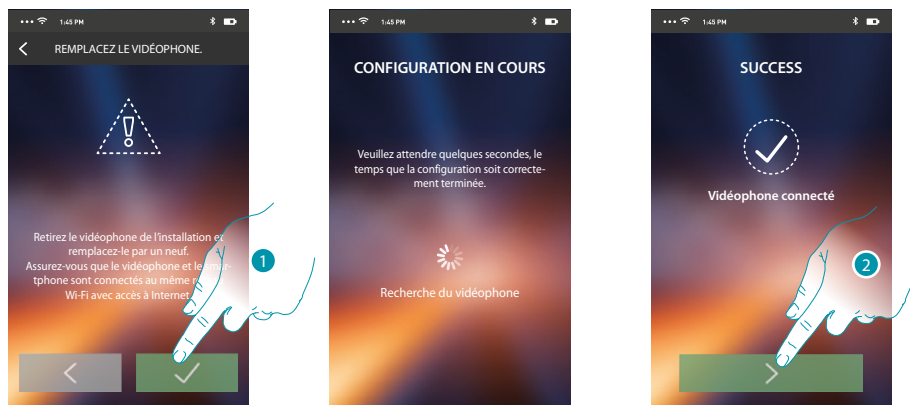 1:45 PM
REMPLACEZ LE VIDÉOPHONE.
Retirez le vidéophone de l'installation et
remplacez-le par un neuf.
Assurez-vous que le vidéophone et le
tphone sont connectés au même
Wi-Fi avec accès à Internet
1
1:45 PM
CONFIGURATION EN COURS
Veuillez attendre quelques secondes, le
temps que la configuration soit correcte-
ment terminée.
Recherche du vidéophone
1:45 PM
SUCCESS
Vidéophone connecté
2